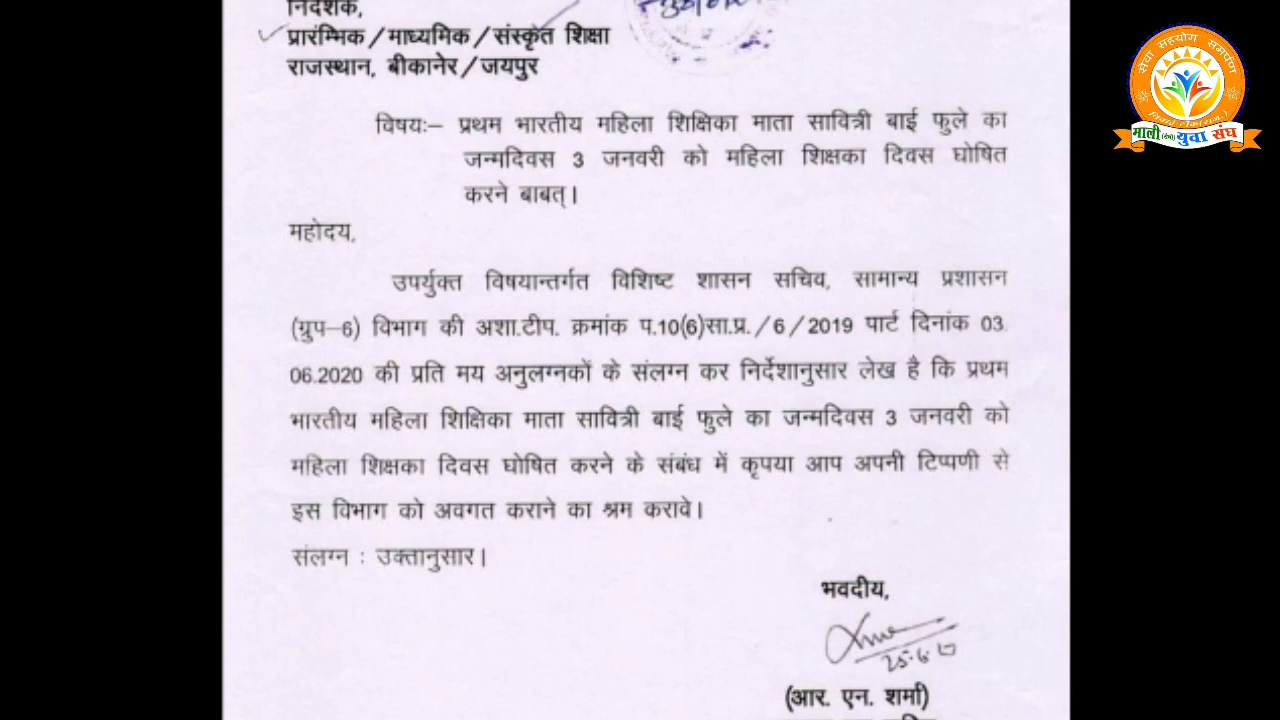 निदेशक,
प्रारम्भिक/माध्यमिक/संस्कृत शिक्षा
राजस्थान, बीकानेर/जयपुर
विषयः– प्रथम भारतीय महिला शिक्षिका माता सावित्री बाई फुले का
जन्मदिवस 3 जनवरी को महिला शिक्षका दिवस घोषित
करने बाबत्।
महोदय,
उपर्युक्त विषयान्तर्गत विशिष्ट शासन सचिव, सामान्य प्रशासन
(ग्रुप–6) विभाग की अशा.टीप. क्रमांक प.10(6)सा.प्र./6/2019 पार्ट दिनांक 03.
06.2020 की प्रति मय अनुलग्नकों के संलग्न कर निर्देशानुसार लेख है कि प्रथम
भारतीय महिला शिक्षिका माता सावित्री बाई फुले का जन्मदिवस 3 जनवरी को
महिला शिक्षका दिवस घोषित करने के संबंध में कृपया आप अपनी टिप्पणी से
इस विभाग को अवगत कराने का श्रम करावे।
संलग्न : उक्तानुसार।
भवदीय,
25.6.20
(आर. एन. शर्मा)
सेवा सहयोग समर्पण
माली (सैनी) युवा संघ